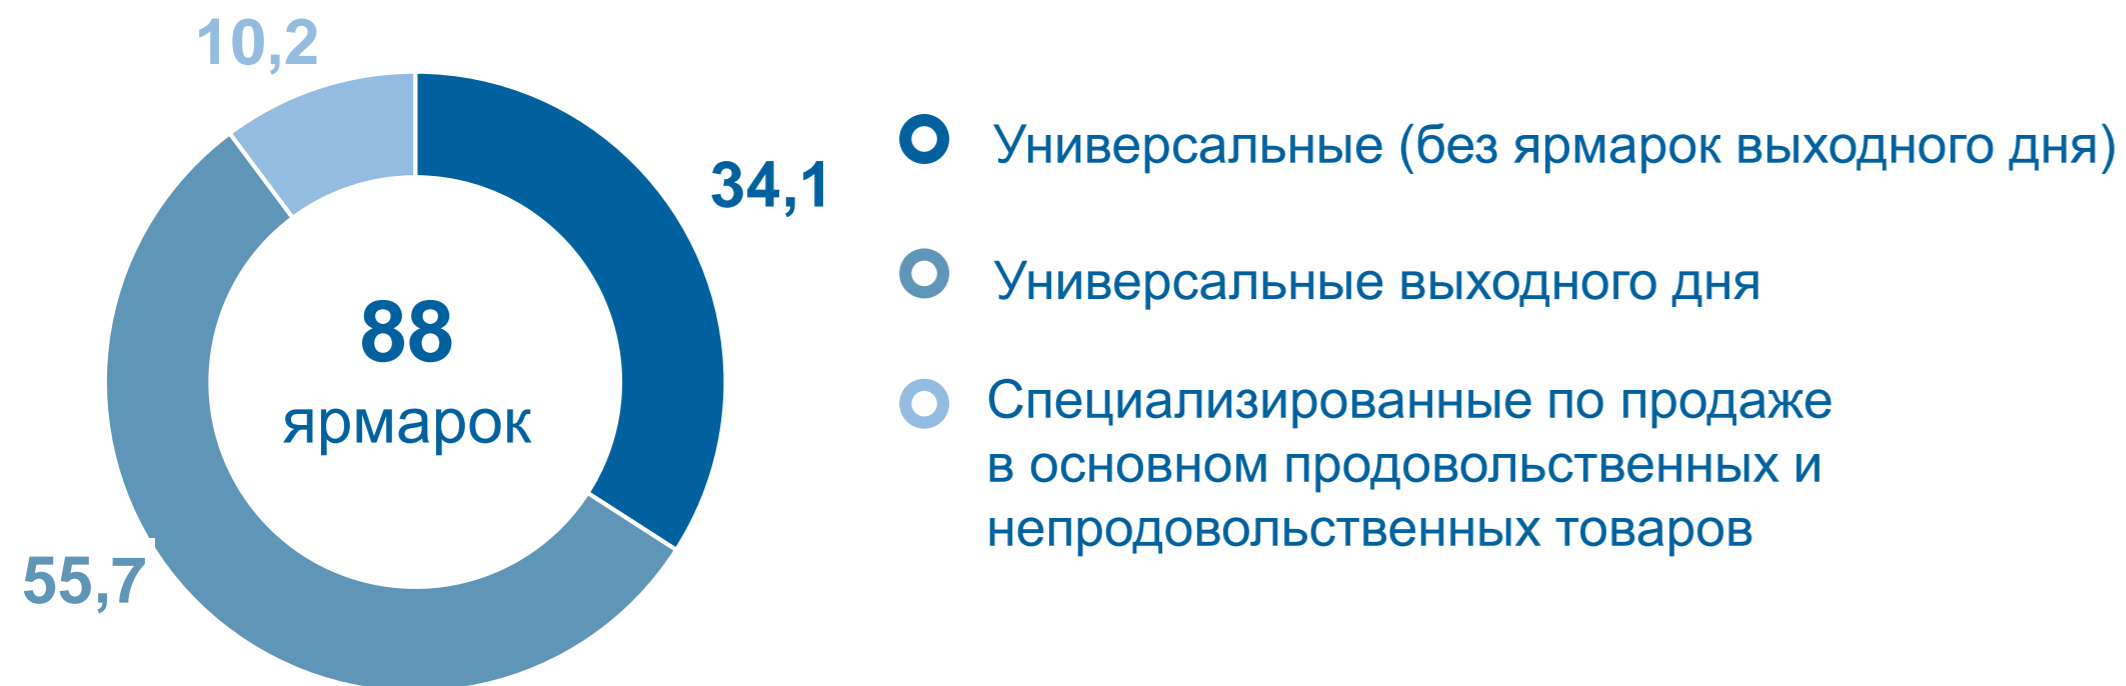 10,2
34,1
88
ярмарок
55,7
Универсальные (без ярмарок выходного дня)
Универсальные выходного дня
Специализированные по продаже
в основном продовольственных и
непродовольственных товаров